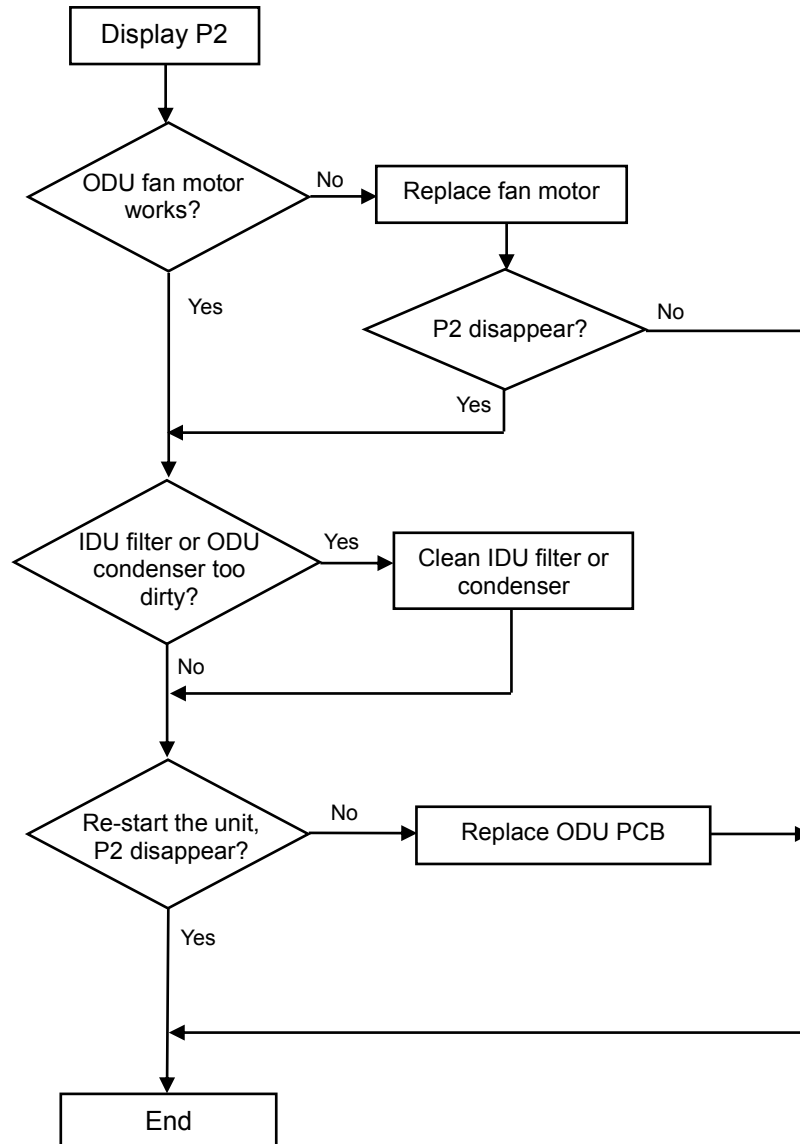 Display P2
ODU fan motor
works?
No
Replace fan motor
Yes
P2 disappear?
No
Yes
IDU filter or ODU
condenser too
dirty?
Yes
Clean IDU filter or
condenser
No
Re-start the unit,
P2 disappear?
No
Replace ODU PCB
Yes
End